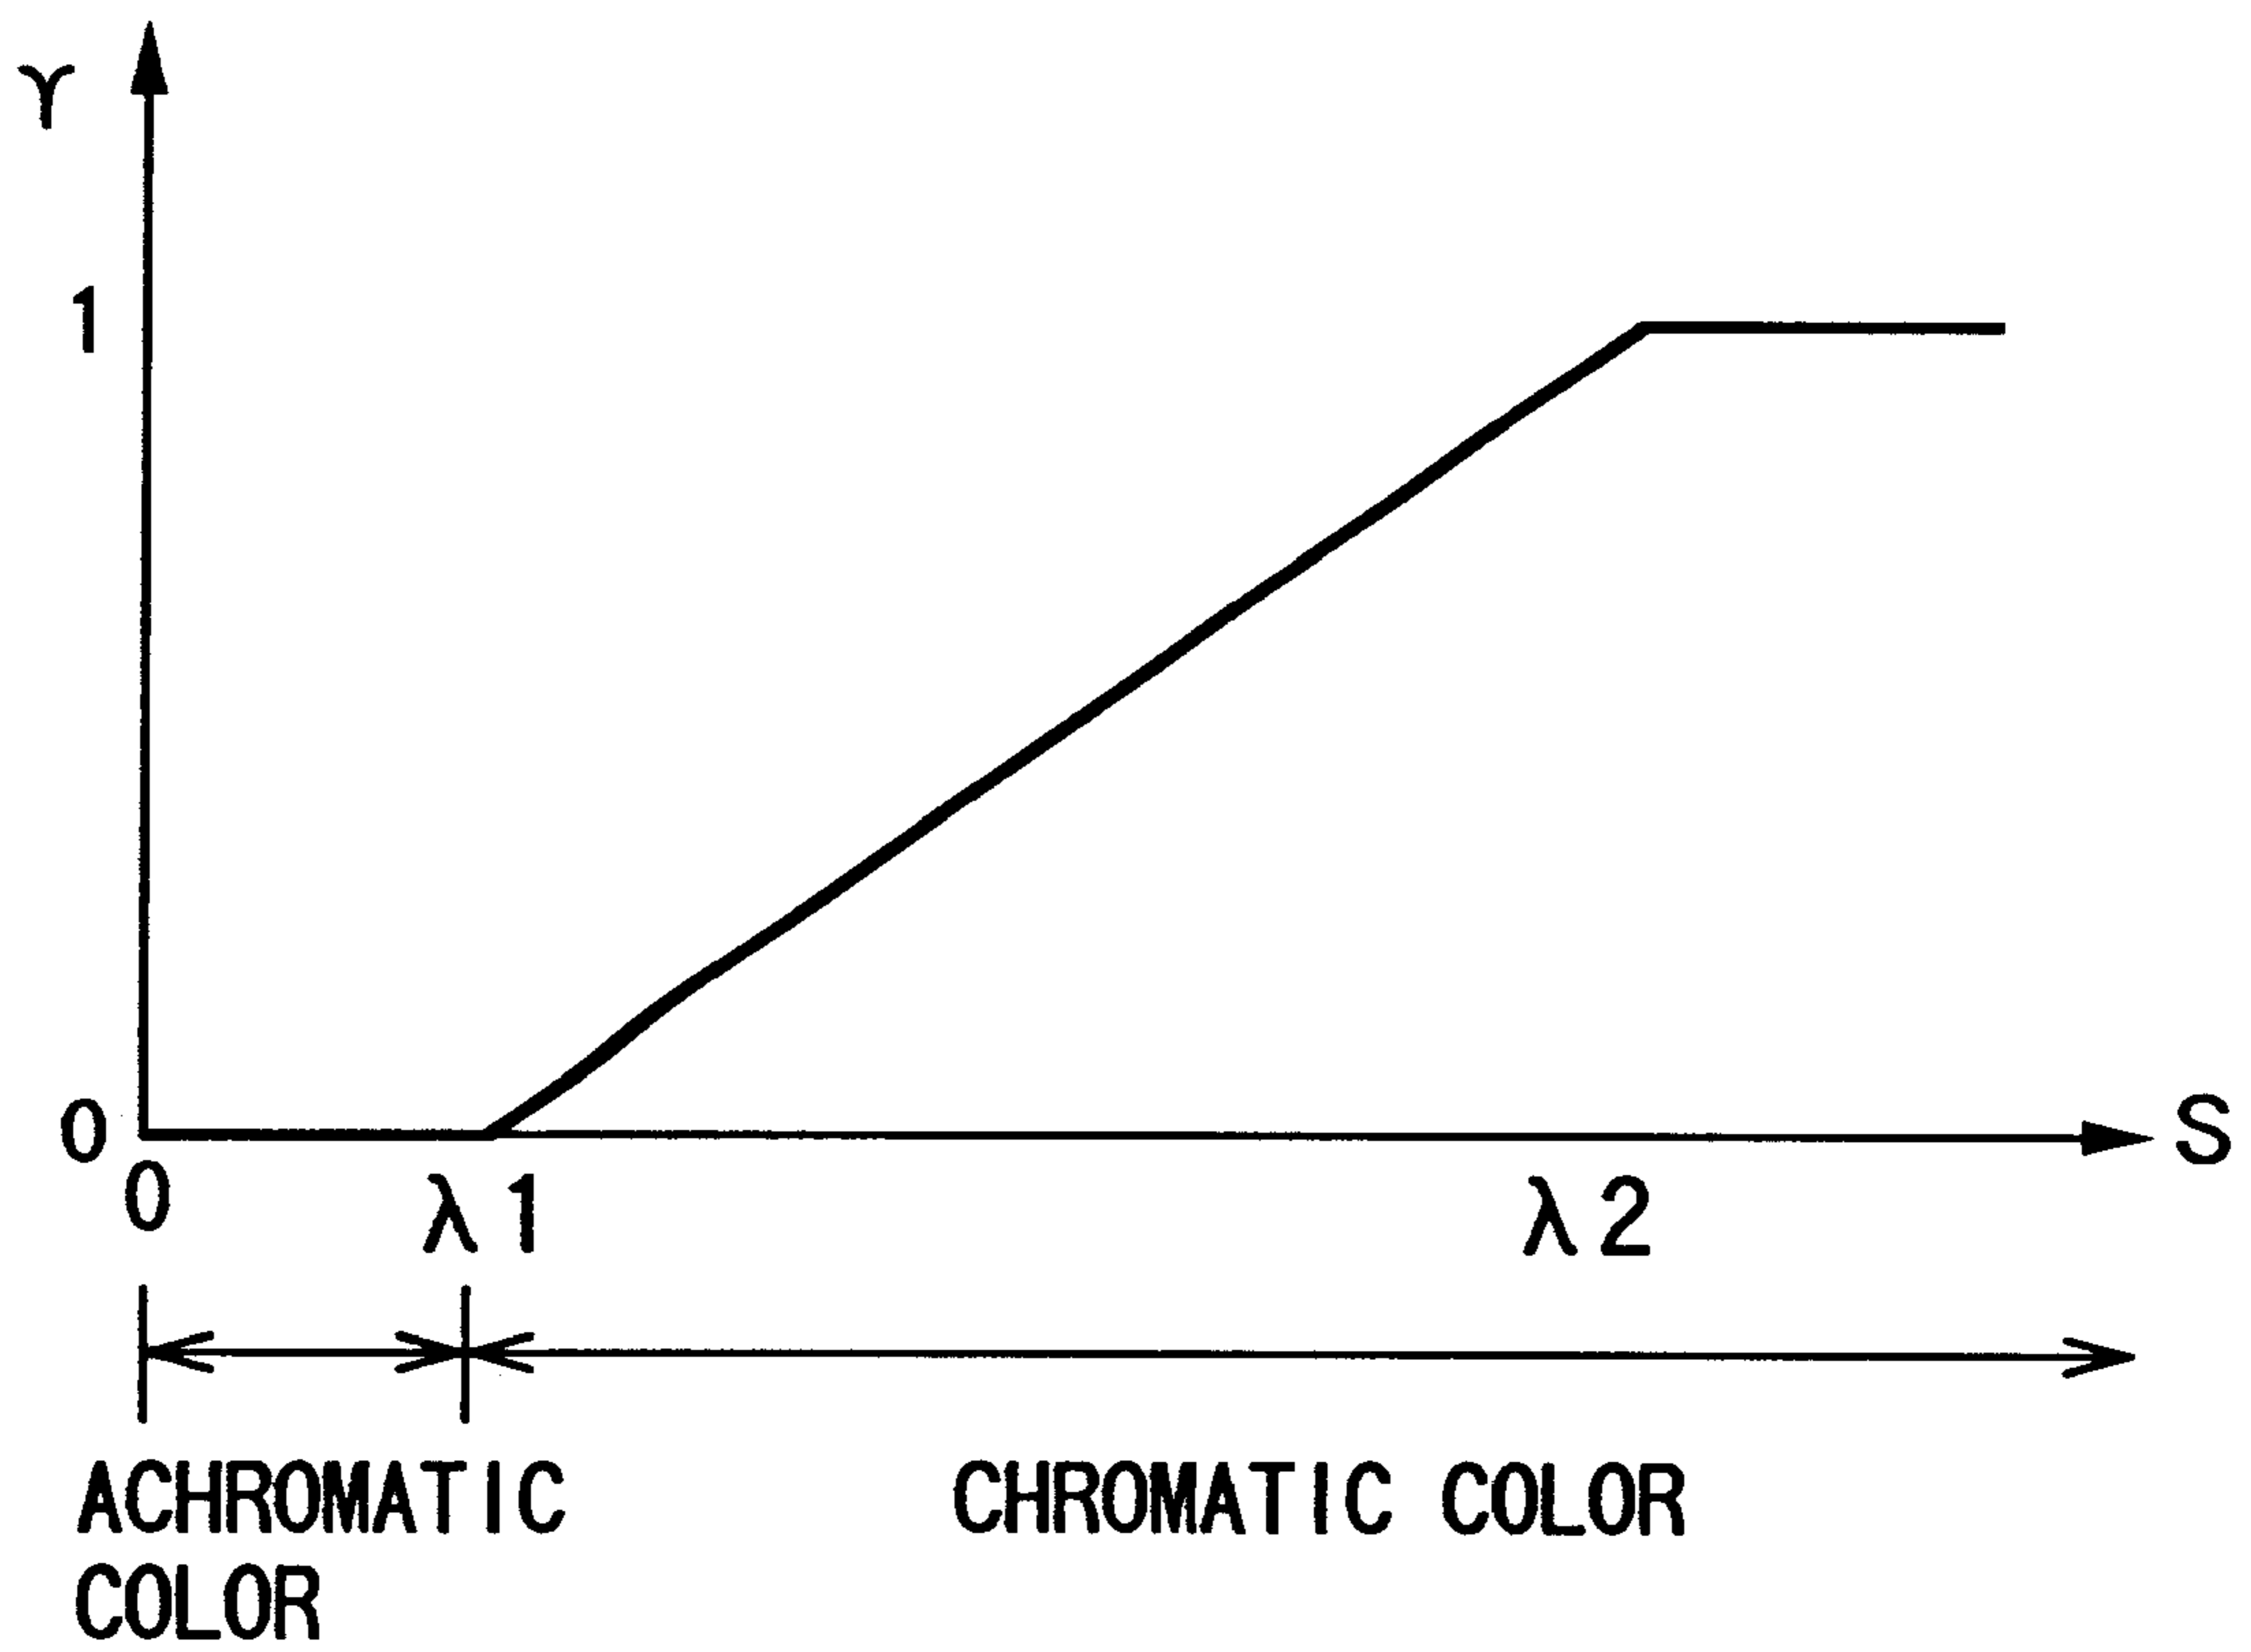 γ
1
0
S
0 λ1 λ2
ACHROMATIC COLOR
CHROMATIC COLOR